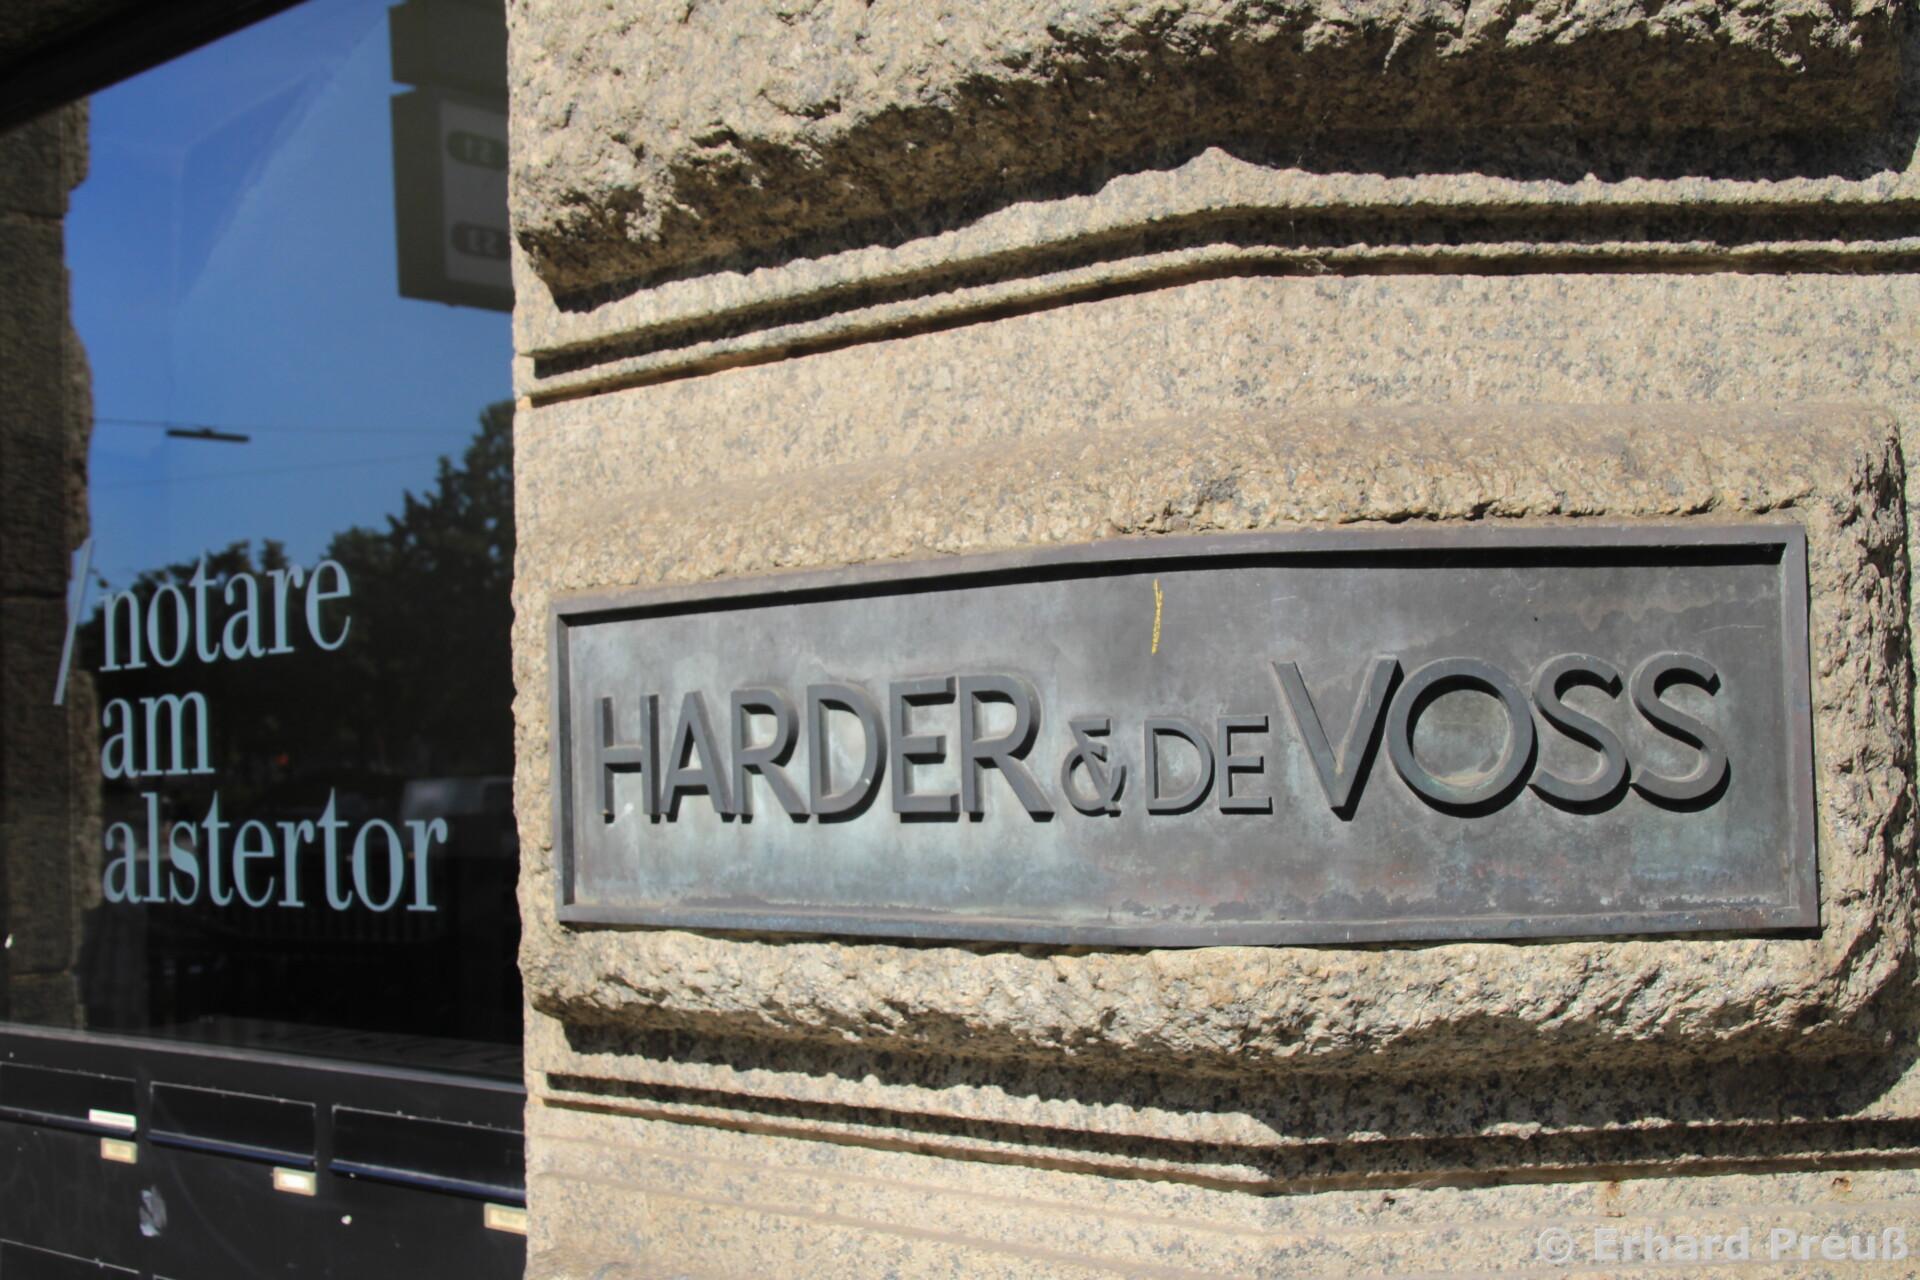 /notare
am
alstertor
HARDER & DE VOSS
© Erhard Preuß